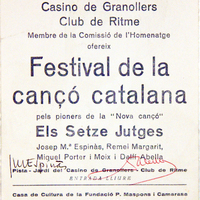 Casino de Granollers
Club de Ritme
Membre de la Comissió de l'Homenatge
ofereix
Festival de la
cançó catalana
pels pioners de la "Nova cançó"
Els Setze Jutges
Josep M.ª Espinàs, Remei Margarit,
Miquel Porter i Moix i Delfí Abella
JMEspinàs
Pista - Jardí del Casino de Granollers - Club de Ritme
ENTRADA LLIURE
Casa de Cultura de la Fundació P. Maspons i Camarasa